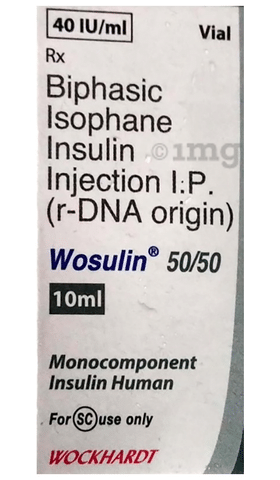 40 IU/ml Vial
Rx
Biphasic
Isophane
Insulin
Injection I.P.
(r-DNA origin)
Wosulin® 50/50
10ml
Monocomponent
Insulin Human
For SC use only
WOCKHARDT
©1mg